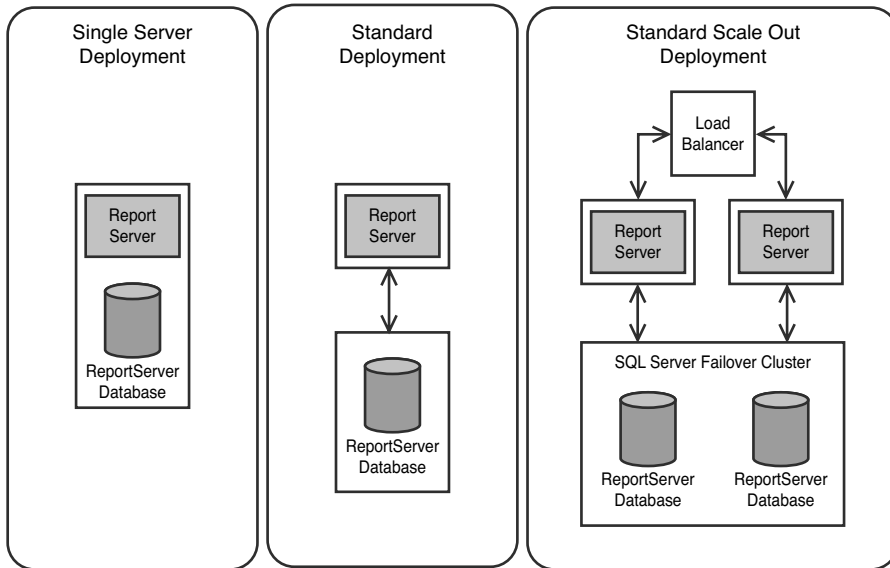 Single Server
Deployment
Report
Server
ReportServer
Database
Standard
Deployment
Report
Server
ReportServer
Database
Standard Scale Out
Deployment
Load
Balancer
Report
Server
Report
Server
SQL Server Failover Cluster
ReportServer
Database
ReportServer
Database